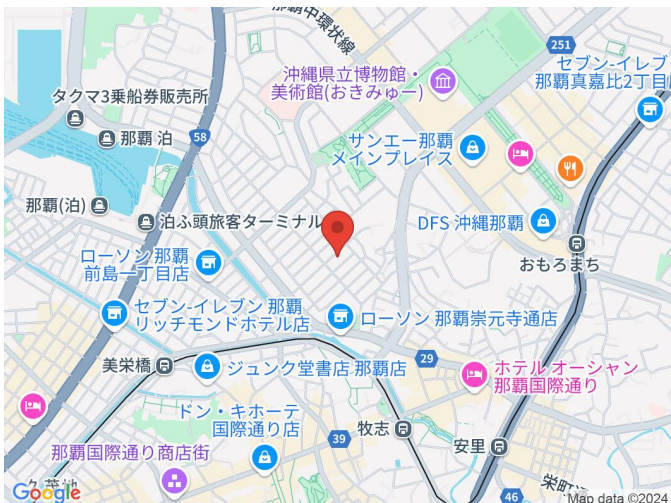 那覇中環状線
251
セブン-イレブ
那覇真嘉比2丁目
沖縄県立博物館・
美術館(おきみゅー)
タクマ3乗船券販売所
58
那覇 泊
サンエー那覇
メインプレイス
那覇(泊)
泊ふ頭旅客ターミナル
DFS 沖縄那覇
おもろまち
ローソン 那覇
前島一丁目店
セブン-イレブン 那覇
リッチモンドホテル店
ローソン 那覇崇元寺通店
29
美栄橋
ジュンク堂書店 那覇店
ホテル オーシャン
那覇国際通り
ドン・キホーテ
国際通り店
39
牧志
安里
那覇国際通り商店街
久茂地
46
栄町
Google
Map data ©2024